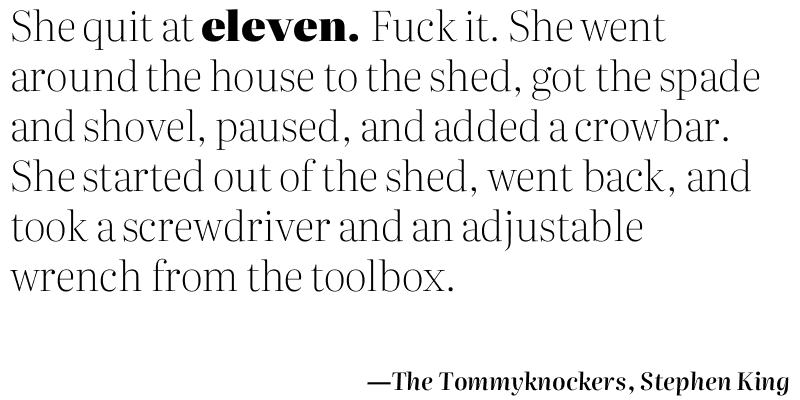 She quit at eleven. Fuck it. She went
around the house to the shed, got the spade
and shovel, paused, and added a crowbar.
She started out of the shed, went back, and
took a screwdriver and an adjustable
wrench from the toolbox.
—The Tommyknockers, Stephen King